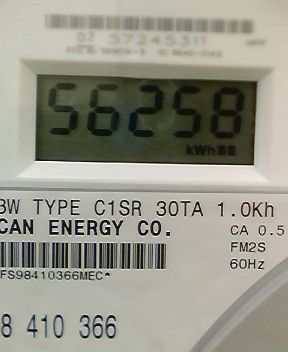 07 57245311
56258
kWh
3W TYPE C1SR 30TA 1.0Kh
CAN ENERGY CO.
CA 0.5
FM2S
60Hz
FS98410366MEC*
8 410 366